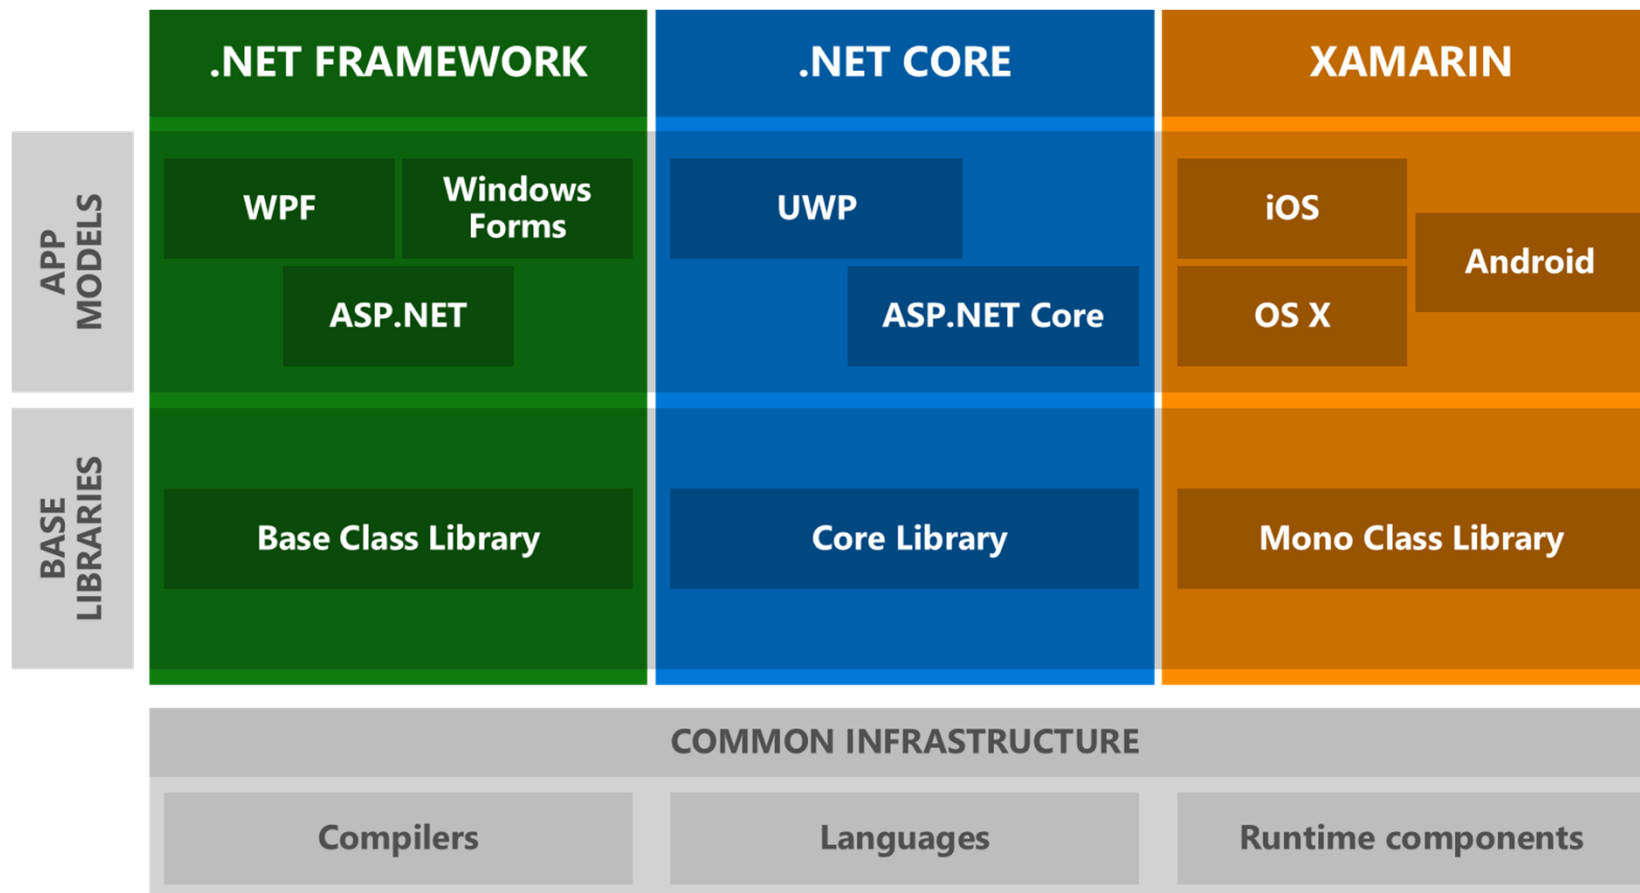 .NET FRAMEWORK
.NET CORE
XAMARIN
APP
MODELS
WPF
Windows
Forms
ASP.NET
UWP
ASP.NET Core
iOS
OS X
Android
BASE
LIBRARIES
Base Class Library
Core Library
Mono Class Library
COMMON INFRASTRUCTURE
Compilers
Languages
Runtime components